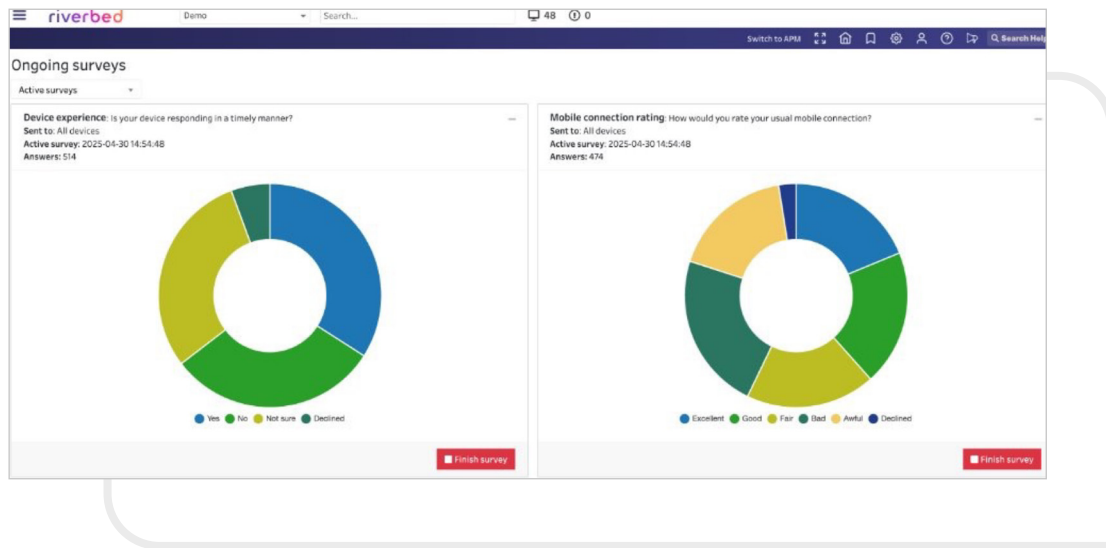 riverbed
Demo
Search...
48
0
Switch to APM
Search Help
Ongoing surveys
Active surveys
Device experience: Is your device responding in a timely manner?
Sent to: All devices
Active survey: 2025-04-30 14:54:48
Answers: 514
Yes No Not sure Declined
Finish survey
Mobile connection rating: How would you rate your usual mobile connection?
Sent to: All devices
Active survey: 2025-04-30 14:54:48
Answers: 474
Excellent Good Fair Bad Awful Declined
Finish survey